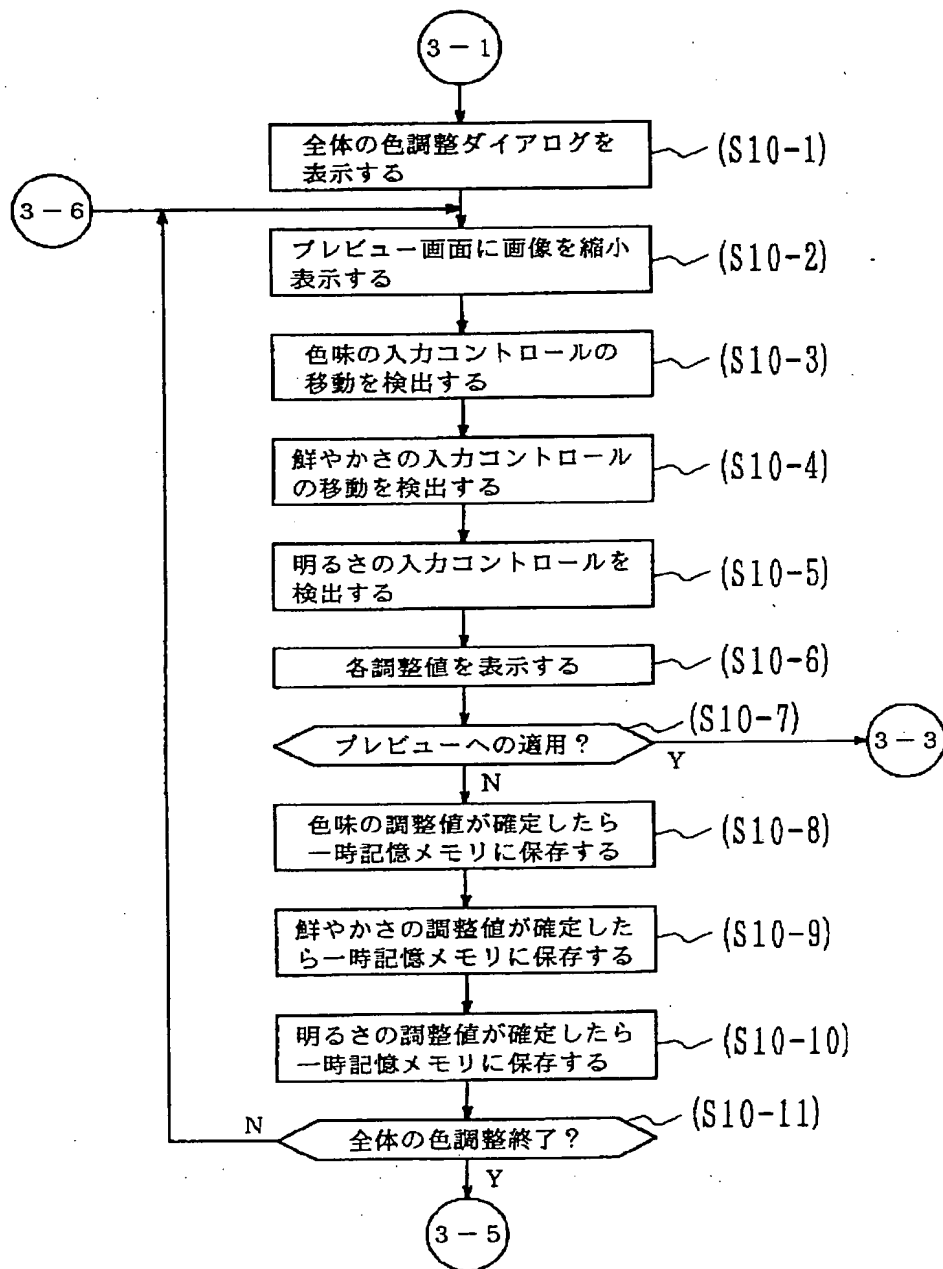 3-1
全体の色調整ダイアログを
表示する
(S10-1)
3-6
プレビュー画面に画像を縮小
表示する
(S10-2)
色味の入力コントロールの
移動を検出する
(S10-3)
鮮やかさの入力コントロール
の移動を検出する
(S10-4)
明るさの入力コントロールを
検出する
(S10-5)
各調整値を表示する
(S10-6)
(S10-7)
プレビューへの適用?
Y
3-3
N
色味の調整値が確定したら
一時記憶メモリに保存する
(S10-8)
鮮やかさの調整値が確定した
ら一時記憶メモリに保存する
(S10-9)
明るさの調整値が確定したら
一時記憶メモリに保存する
(S10-10)
(S10-11)
N
全体の色調整終了?
Y
3-5